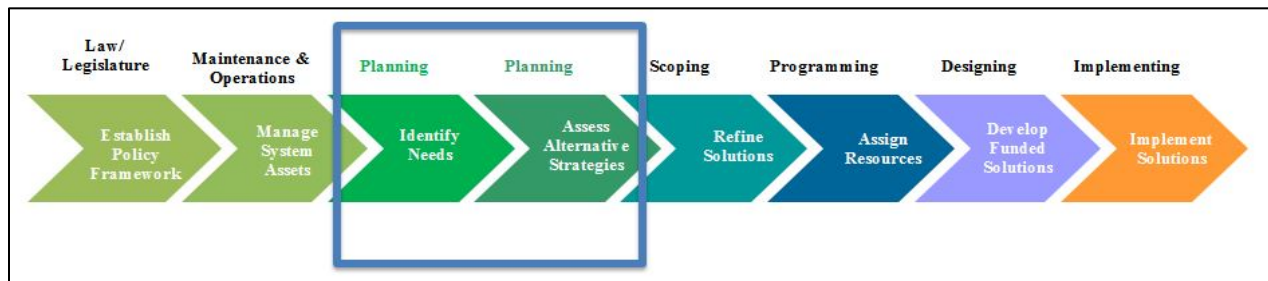 Law/
Legislature
Maintenance &
Operations
Planning
Planning
Scoping
Programming
Designing
Implementing
Establish
Policy
Framework
Manage
System
Assets
Identify
Needs
Assess
Alternative
Strategies
Refine
Solutions
Assign
Resources
Develop
Funded
Solutions
Implement
Solutions